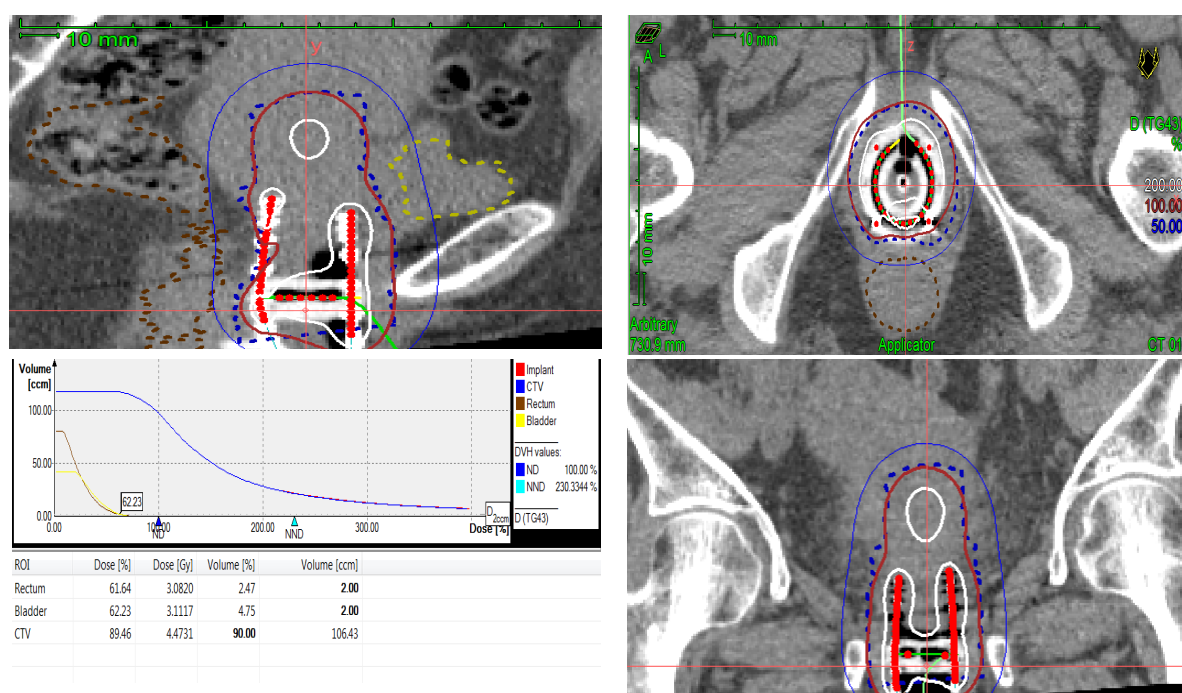 10 mm
y
10 mm
z
A L
D (TG43)
%
200.00
100.00
50.00
10 mm
Arbitrary
730.9 mm
Applicator
CT 01
Volume
[ccm]
100.00
50.00
0.00
0.00
62.23
100.00
200.00
300.00
ND
NND
D2ccm
Dose [%]
Implant
CTV
Rectum
Bladder
DVH values:
ND 100.00 %
NND 230.3344 %
D (TG43)
ROI Dose [%] Dose [Gy] Volume [%] Volume [ccm]
Rectum 61.64 3.0820 2.47 2.00
Bladder 62.23 3.1117 4.75 2.00
CTV 89.46 4.4731 90.00 106.43